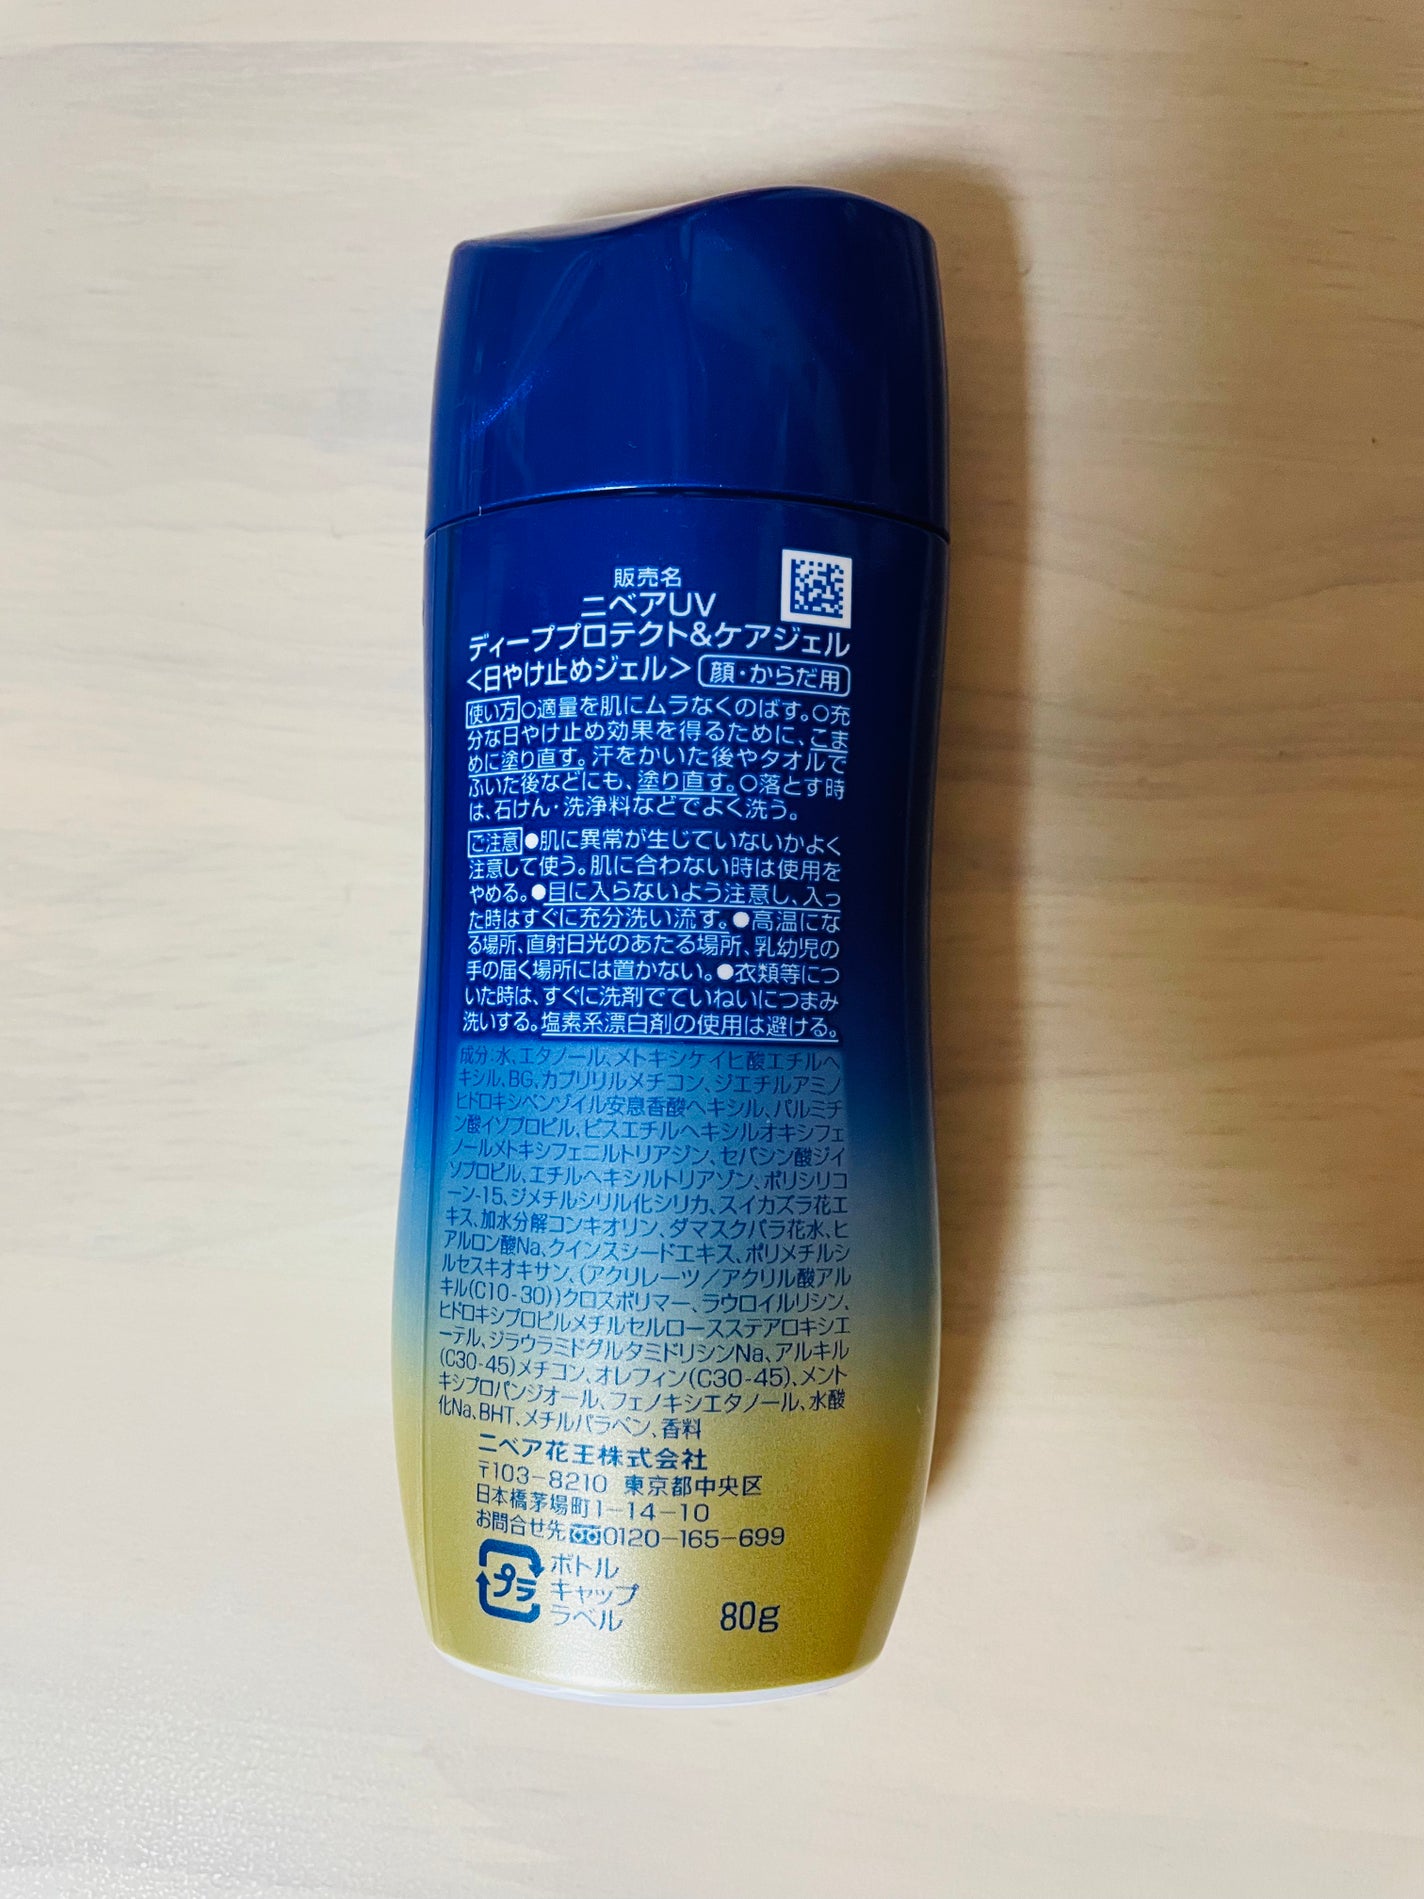 販売名
ニベアUV
ディーププロテクト&ケアジェル
<日やけ止めジェル> 顔・からだ用
使い方○適量を肌にムラなくのばす。○充
分な日やけ止め効果を得るために、こま
めに塗り直す。汗をかいた後やタオルで
ふいた後などにも、塗り直す。○落とす時
は、石けん・洗浄料などでよく洗う。
ご注意●肌に異常が生じていないかよく
注意して使う。肌に合わない時は使用を
やめる。●目に入らないよう注意し、入っ
た時はすぐに充分洗い流す。●高温にな
る場所、直射日光のあたる場所、乳幼児の
手の届く場所には置かない。●衣類等につ
いた時は、すぐに洗剤でていねいにつまみ
洗いする。塩素系漂白剤の使用は避ける。
成分:水、エタノール、メトキシケイヒ酸エチルヘ
キシル、BG、カプリリルメチコン、ジエチルアミノ
ヒドロキシベンゾイル安息香酸ヘキシル、パルミチ
ン酸イソプロピル、ビスエチルヘキシルオキシフェ
ノールメトキシフェニルトリアジン、セバシン酸ジイ
ソプロピル、エチルヘキシルトリアゾン、ポリシリコ
ーン-15、ジメチルシリル化シリカ、スイカズラ花エ
キス、加水分解コンキオリン、ダマスクバラ花水、ヒ
アルロン酸Na、クインスシードエキス、ポリメチルシ
ルセスキオキサン、(アクリレーツ/アクリル酸アル
キル(C10-30))クロスポリマー、ラウロイルリシン、
ヒドロキシプロピルメチルセルロースステアロキシエ
ーテル、ジラウラミドグルタミドリシンNa、アルキル
(C30-45)メチコン、オレフィン(C30-45)、メント
キシプロパンジオール、フェノキシエタノール、水酸
化Na、BHT、メチルパラベン、香料
ニベア花王株式会社
〒103-8210 東京都中央区
日本橋茅場町1-14-10
お問合せ先 0120-165-699
プラ ボトル
キャップ
ラベル
80g